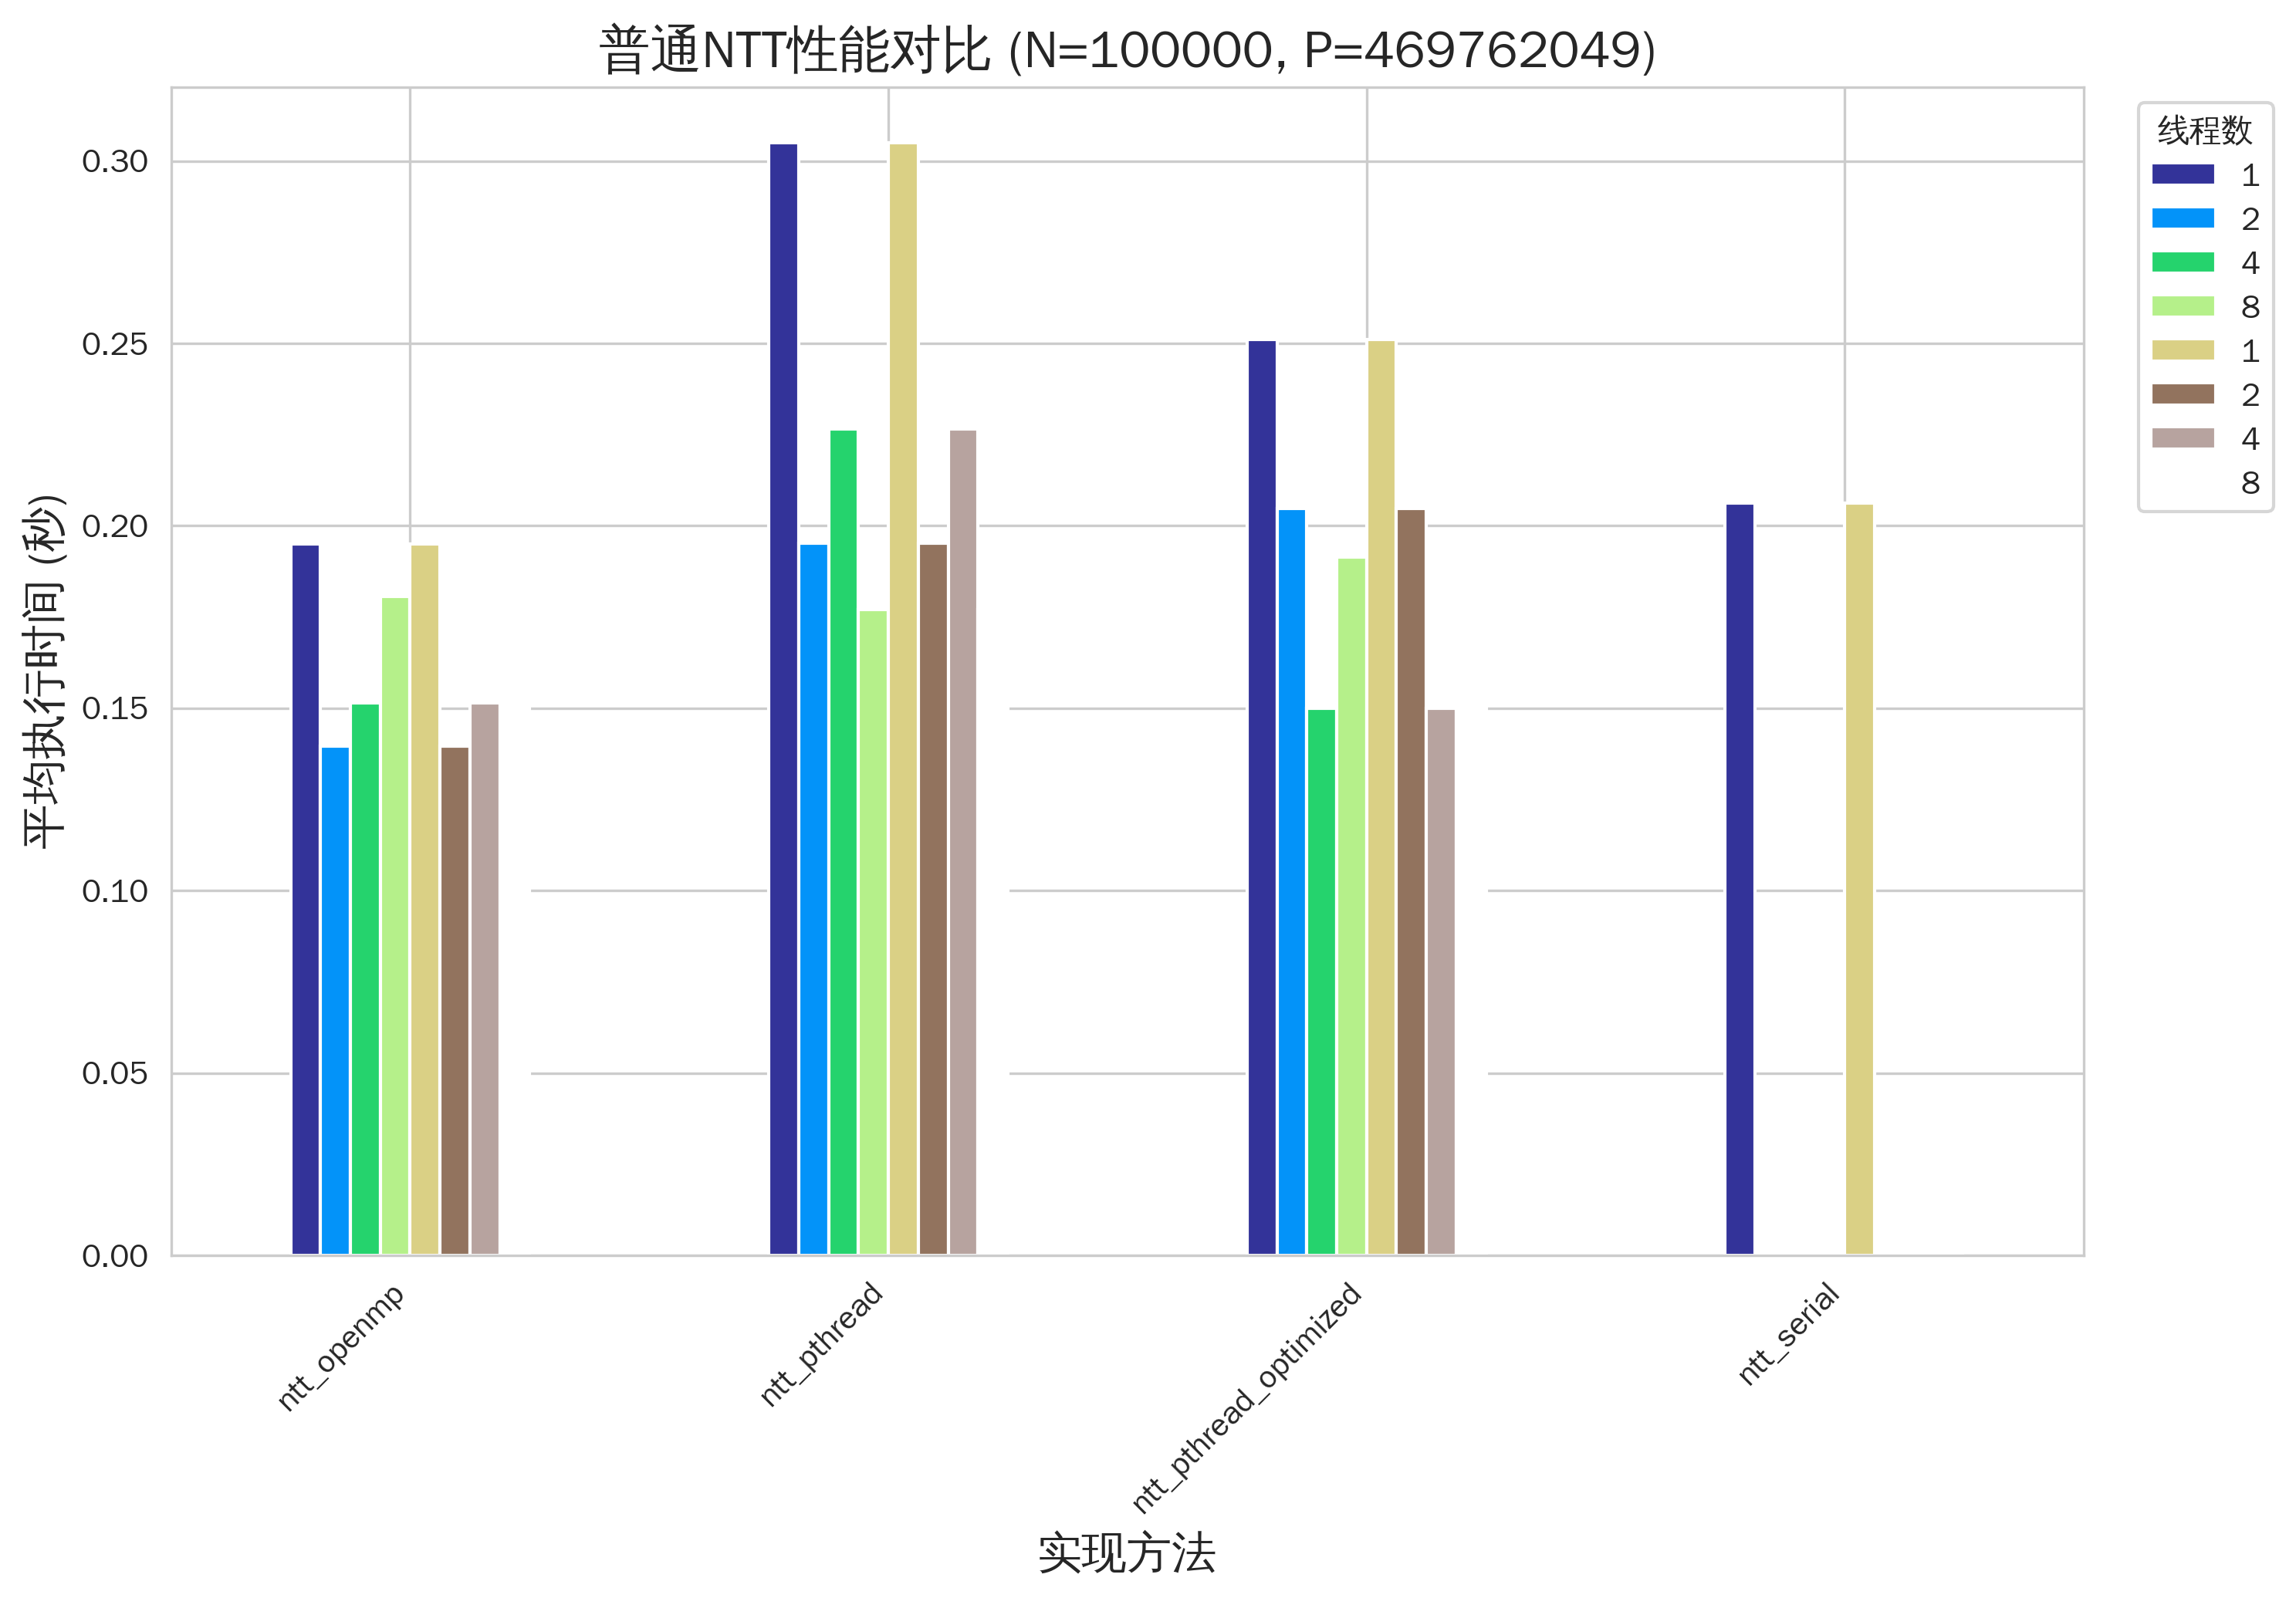 普通NTT性能对比 (N=100000, P=469762049)
平均执行时间 (秒)
0.30
0.25
0.20
0.15
0.10
0.05
0.00
线程数
1
2
4
8
1
2
4
8
ntt_openmp
ntt_pthread
ntt_pthread_optimized
ntt_serial
实现方法